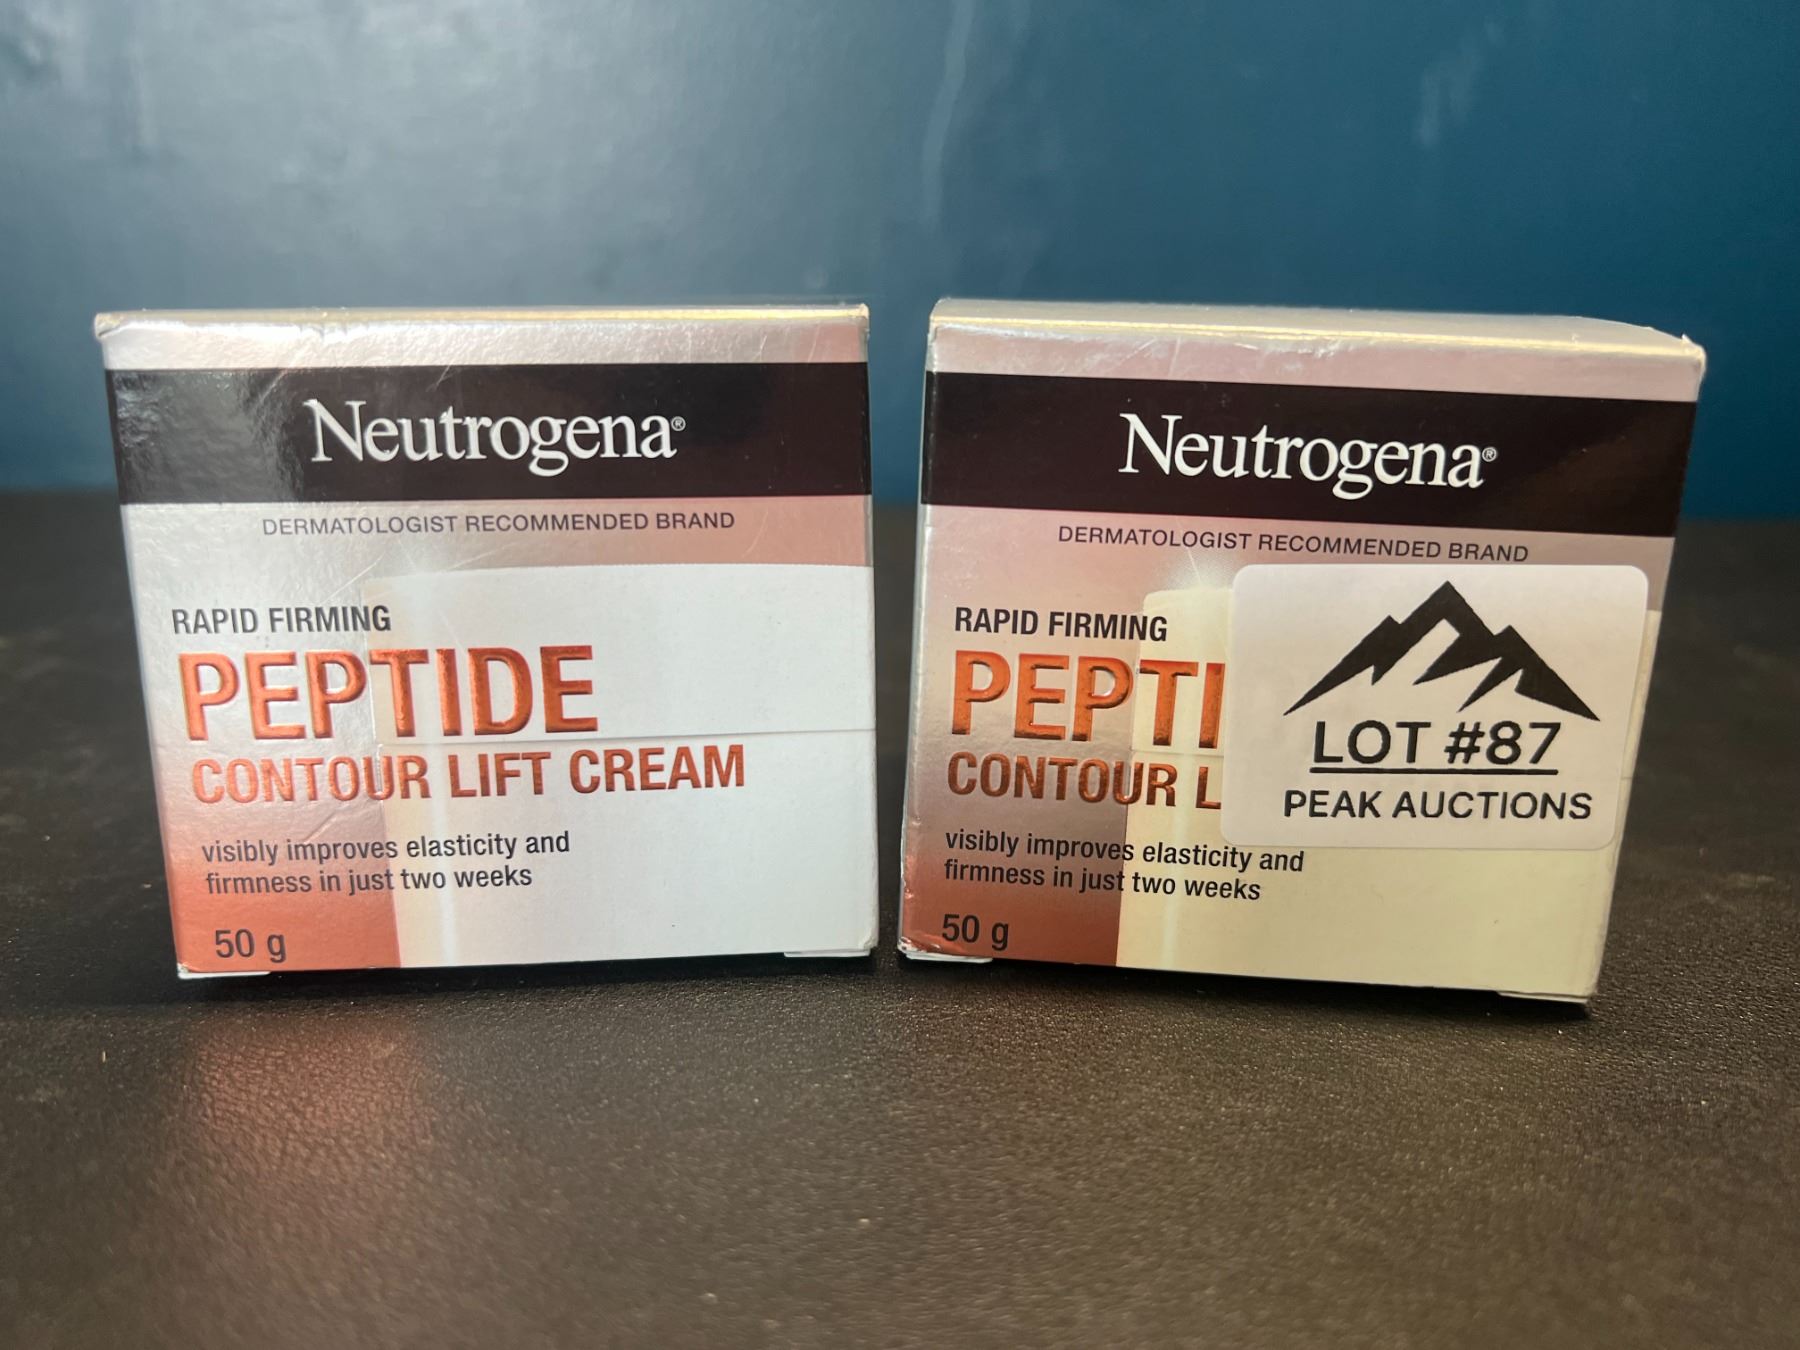 Neutrogena®
DERMATOLOGIST RECOMMENDED BRAND
RAPID FIRMING
PEPTIDE
CONTOUR LIFT CREAM
visibly improves elasticity and
firmness in just two weeks
50 g
Neutrogena®
DERMATOLOGIST RECOMMENDED BRAND
RAPID FIRMING
PEPTI
CONTOUR L
visibly improves elasticity and
firmness in just two weeks
50 g
LOT #87
PEAK AUCTIONS